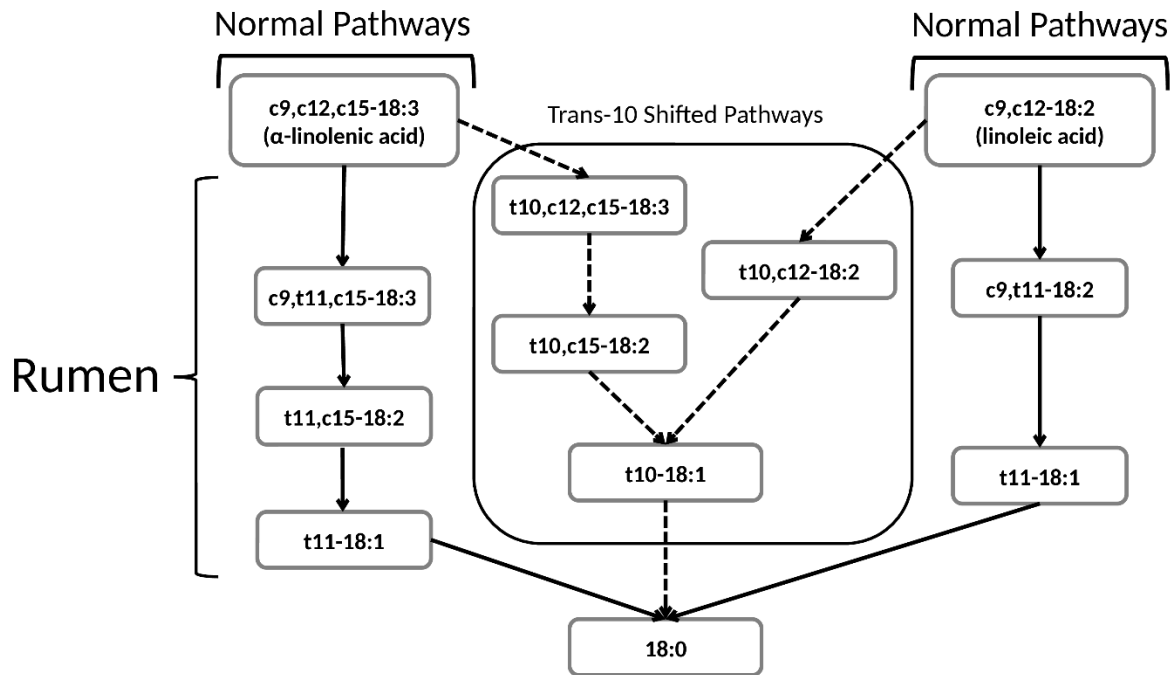 Normal Pathways
Normal Pathways
c9,c12,c15-18:3
(α-linolenic acid)
Trans-10 Shifted Pathways
c9,c12-18:2
(linoleic acid)
t10,c12,c15-18:3
t10,c12-18:2
c9,t11,c15-18:3
c9,t11-18:2
t10,c15-18:2
Rumen
t11,c15-18:2
t10-18:1
t11-18:1
t11-18:1
18:0